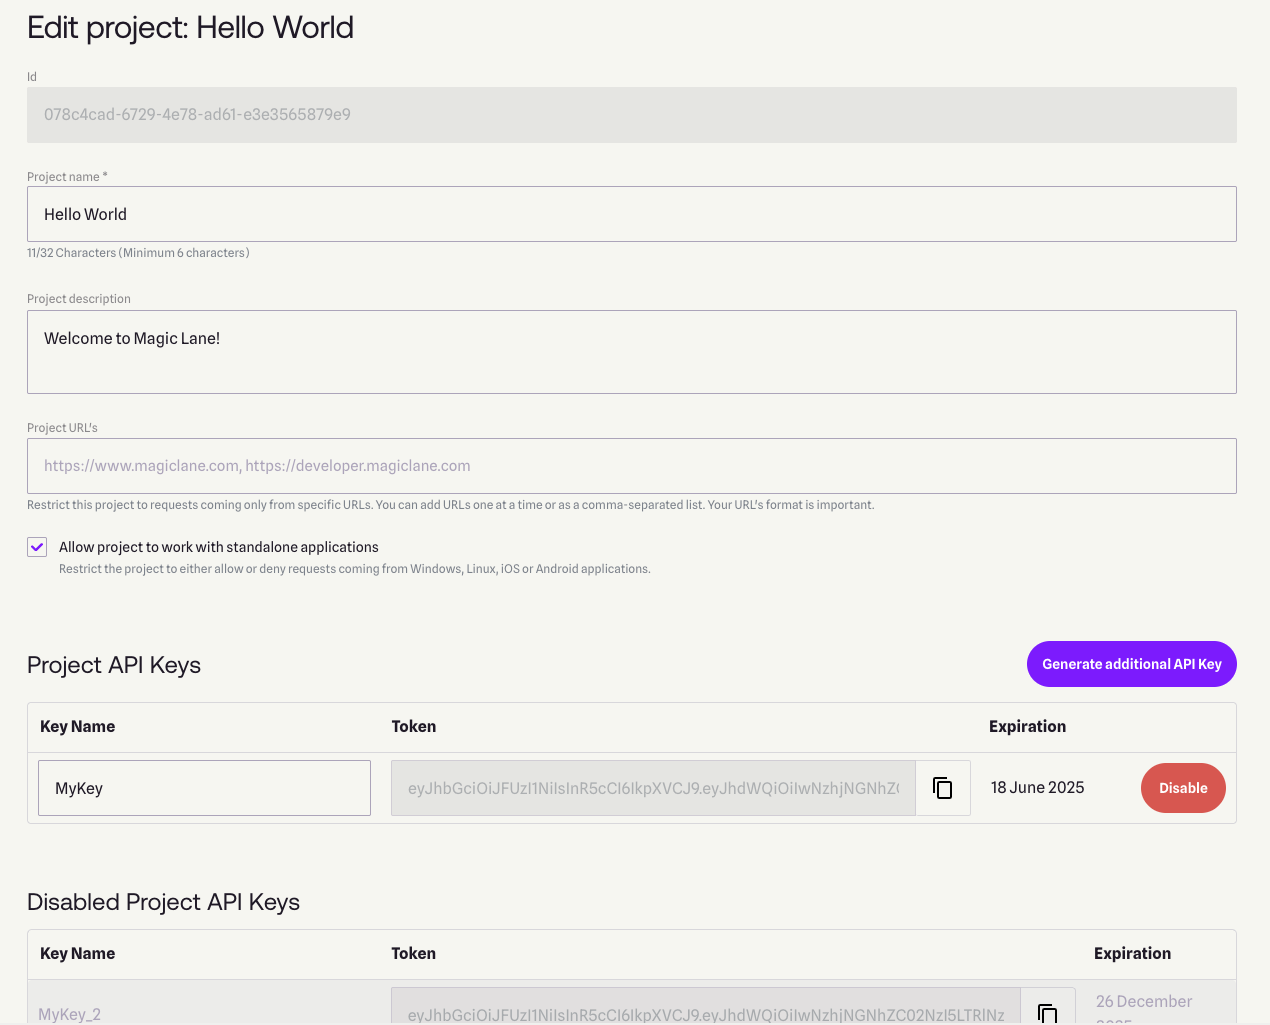 Edit project: Hello World
Id
078c4cad-6729-4e78-ad61-e3e3565879e9
Project name *
Hello World
11/32 Characters (Minimum 6 characters)
Project description
Welcome to Magic Lane!
Project URL's
https://www.magiclane.com, https://developer.magiclane.com
Restrict this project to requests coming only from specific URLs. You can add URLs one at a time or as a comma-separated list. Your URL's format is important.
Allow project to work with standalone applications
Restrict the project to either allow or deny requests coming from Windows, Linux, iOS or Android applications.
Project API Keys
Generate additional API Key
Key Name Token Expiration
MyKey eyJhbGciOiJFUzI1NiIsInR5cCI6IkpXVCJ9.eyJhdWQiOiIwNzhjNGNhZC 18 June 2025 Disable
Disabled Project API Keys
Key Name Token Expiration
MyKey_2 eyJhbGciOiJFUzI1NiIsInR5cCI6IkpXVCJ9.eyJhdWQiOiIwNzhjNGNhZC02NzI5LTRlNz 26 December
2025